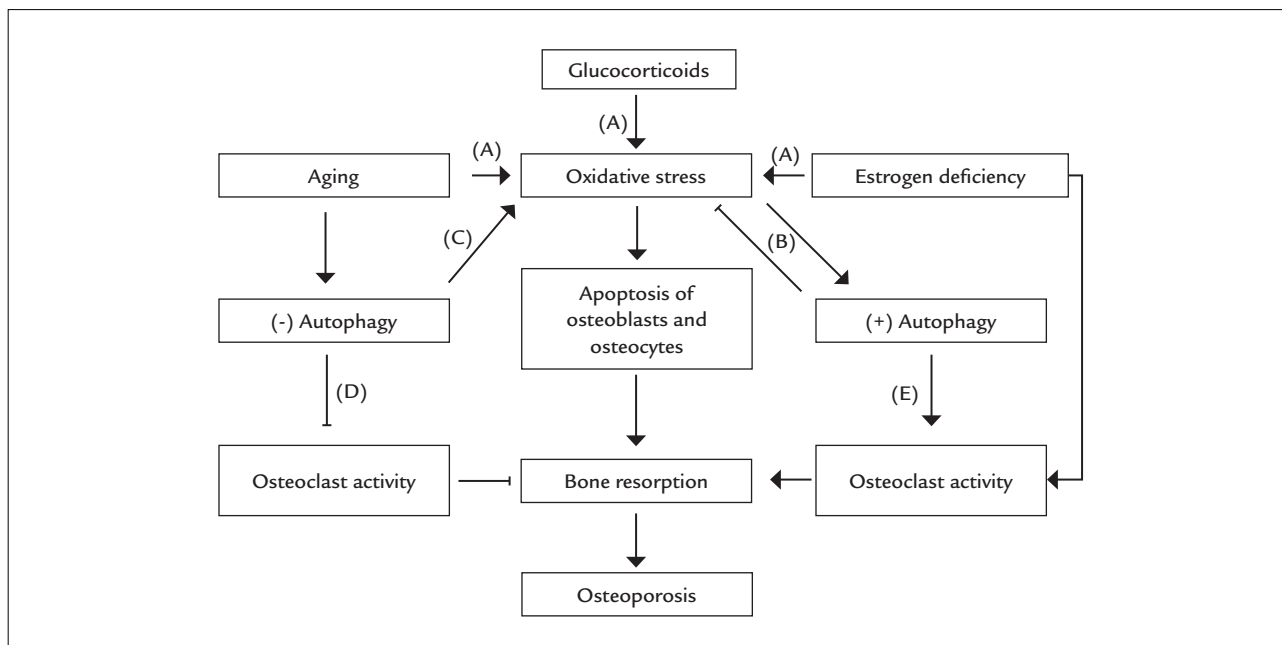 Glucocorticoids
(A)
(A)
(A)
Aging
Oxidative stress
Estrogen deficiency
(C)
(B)
(-) Autophagy
Apoptosis of
osteoblasts and
osteocytes
(+) Autophagy
(D)
(E)
Osteoclast activity
Bone resorption
Osteoclast activity
Osteoporosis